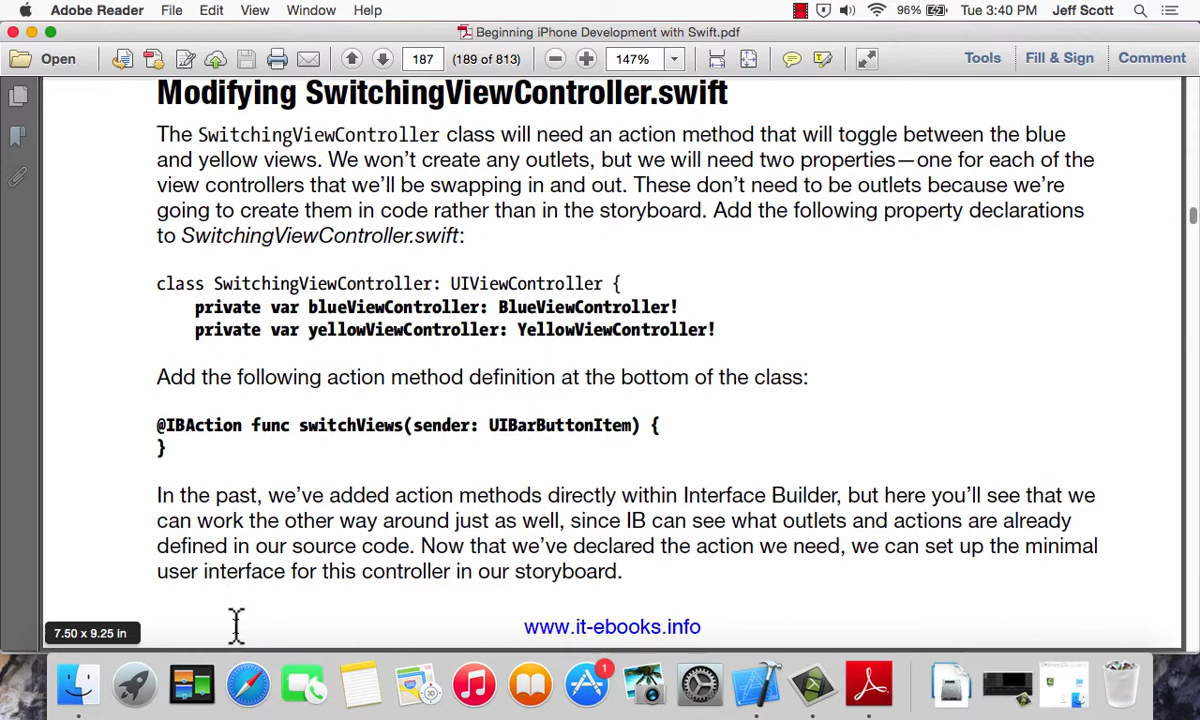 Adobe Reader File Edit View Window Help 96% Tue 3:40 PM Jeff Scott
Beginning iPhone Development with Swift.pdf
Open 187 (189 of 813) 147% Tools Fill & Sign Comment
Modifying SwitchingViewController.swift
The SwitchingViewController class will need an action method that will toggle between the blue
and yellow views. We won’t create any outlets, but we will need two properties—one for each of the
view controllers that we’ll be swapping in and out. These don’t need to be outlets because we’re
going to create them in code rather than in the storyboard. Add the following property declarations
to SwitchingViewController.swift:
class SwitchingViewController: UIViewController {
private var blueViewController: BlueViewController!
private var yellowViewController: YellowViewController!
Add the following action method definition at the bottom of the class:
@IBAction func switchViews(sender: UIBarButtonItem) {
}
In the past, we’ve added action methods directly within Interface Builder, but here you’ll see that we
can work the other way around just as well, since IB can see what outlets and actions are already
defined in our source code. Now that we’ve declared the action we need, we can set up the minimal
user interface for this controller in our storyboard.
www.it-ebooks.info
7.50 x 9.25 in
1